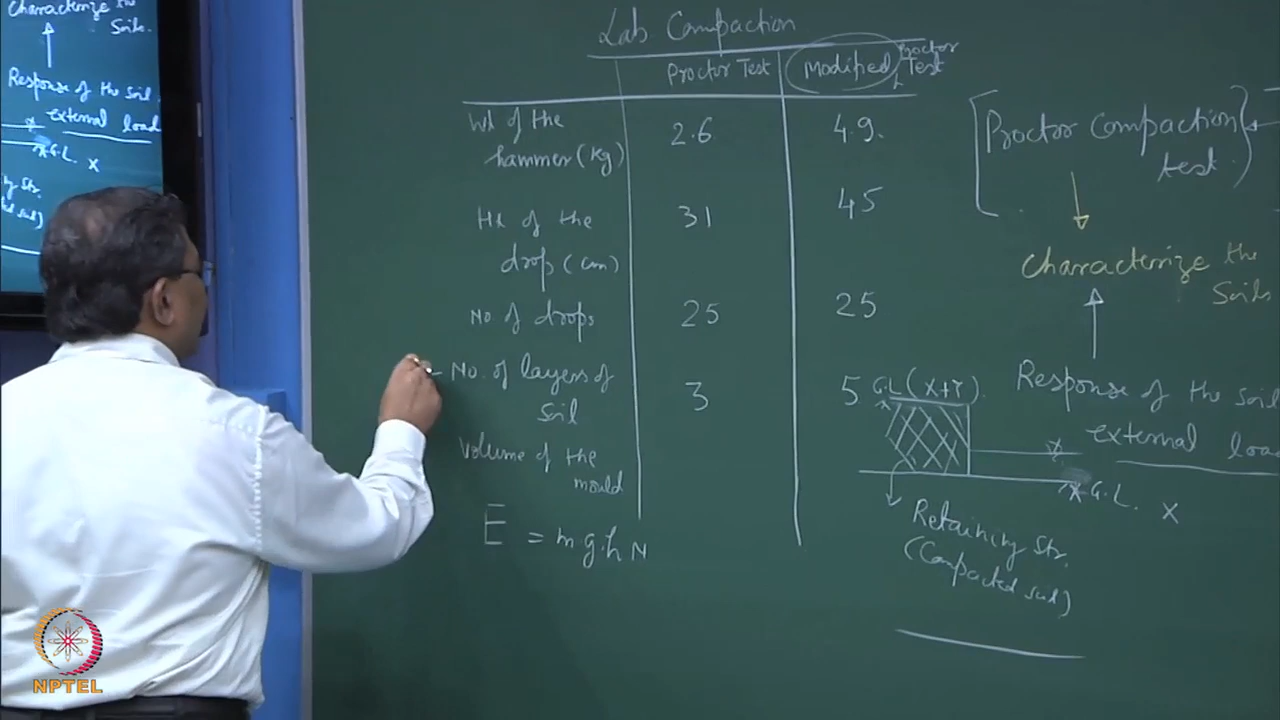 Characterize the
Soils.
Response of the soil
external load
G.L. X
Str.
Lab Compaction
Proctor Test
Modified Proctor Test
Wt of the
hammer (Kg)
2.6
4.9.
Ht of the
drop (cm)
31
45
No. of drops
25
25
No. of layers of
soil
3
5
Volume of the
mould
E = m g.h N
[Proctor Compaction
test.]
Characterize the
Soils
Response of the soil
external load
G.L (X+Y)
G.L. X
Retaining Str.
(Compacted soil)
NPTEL